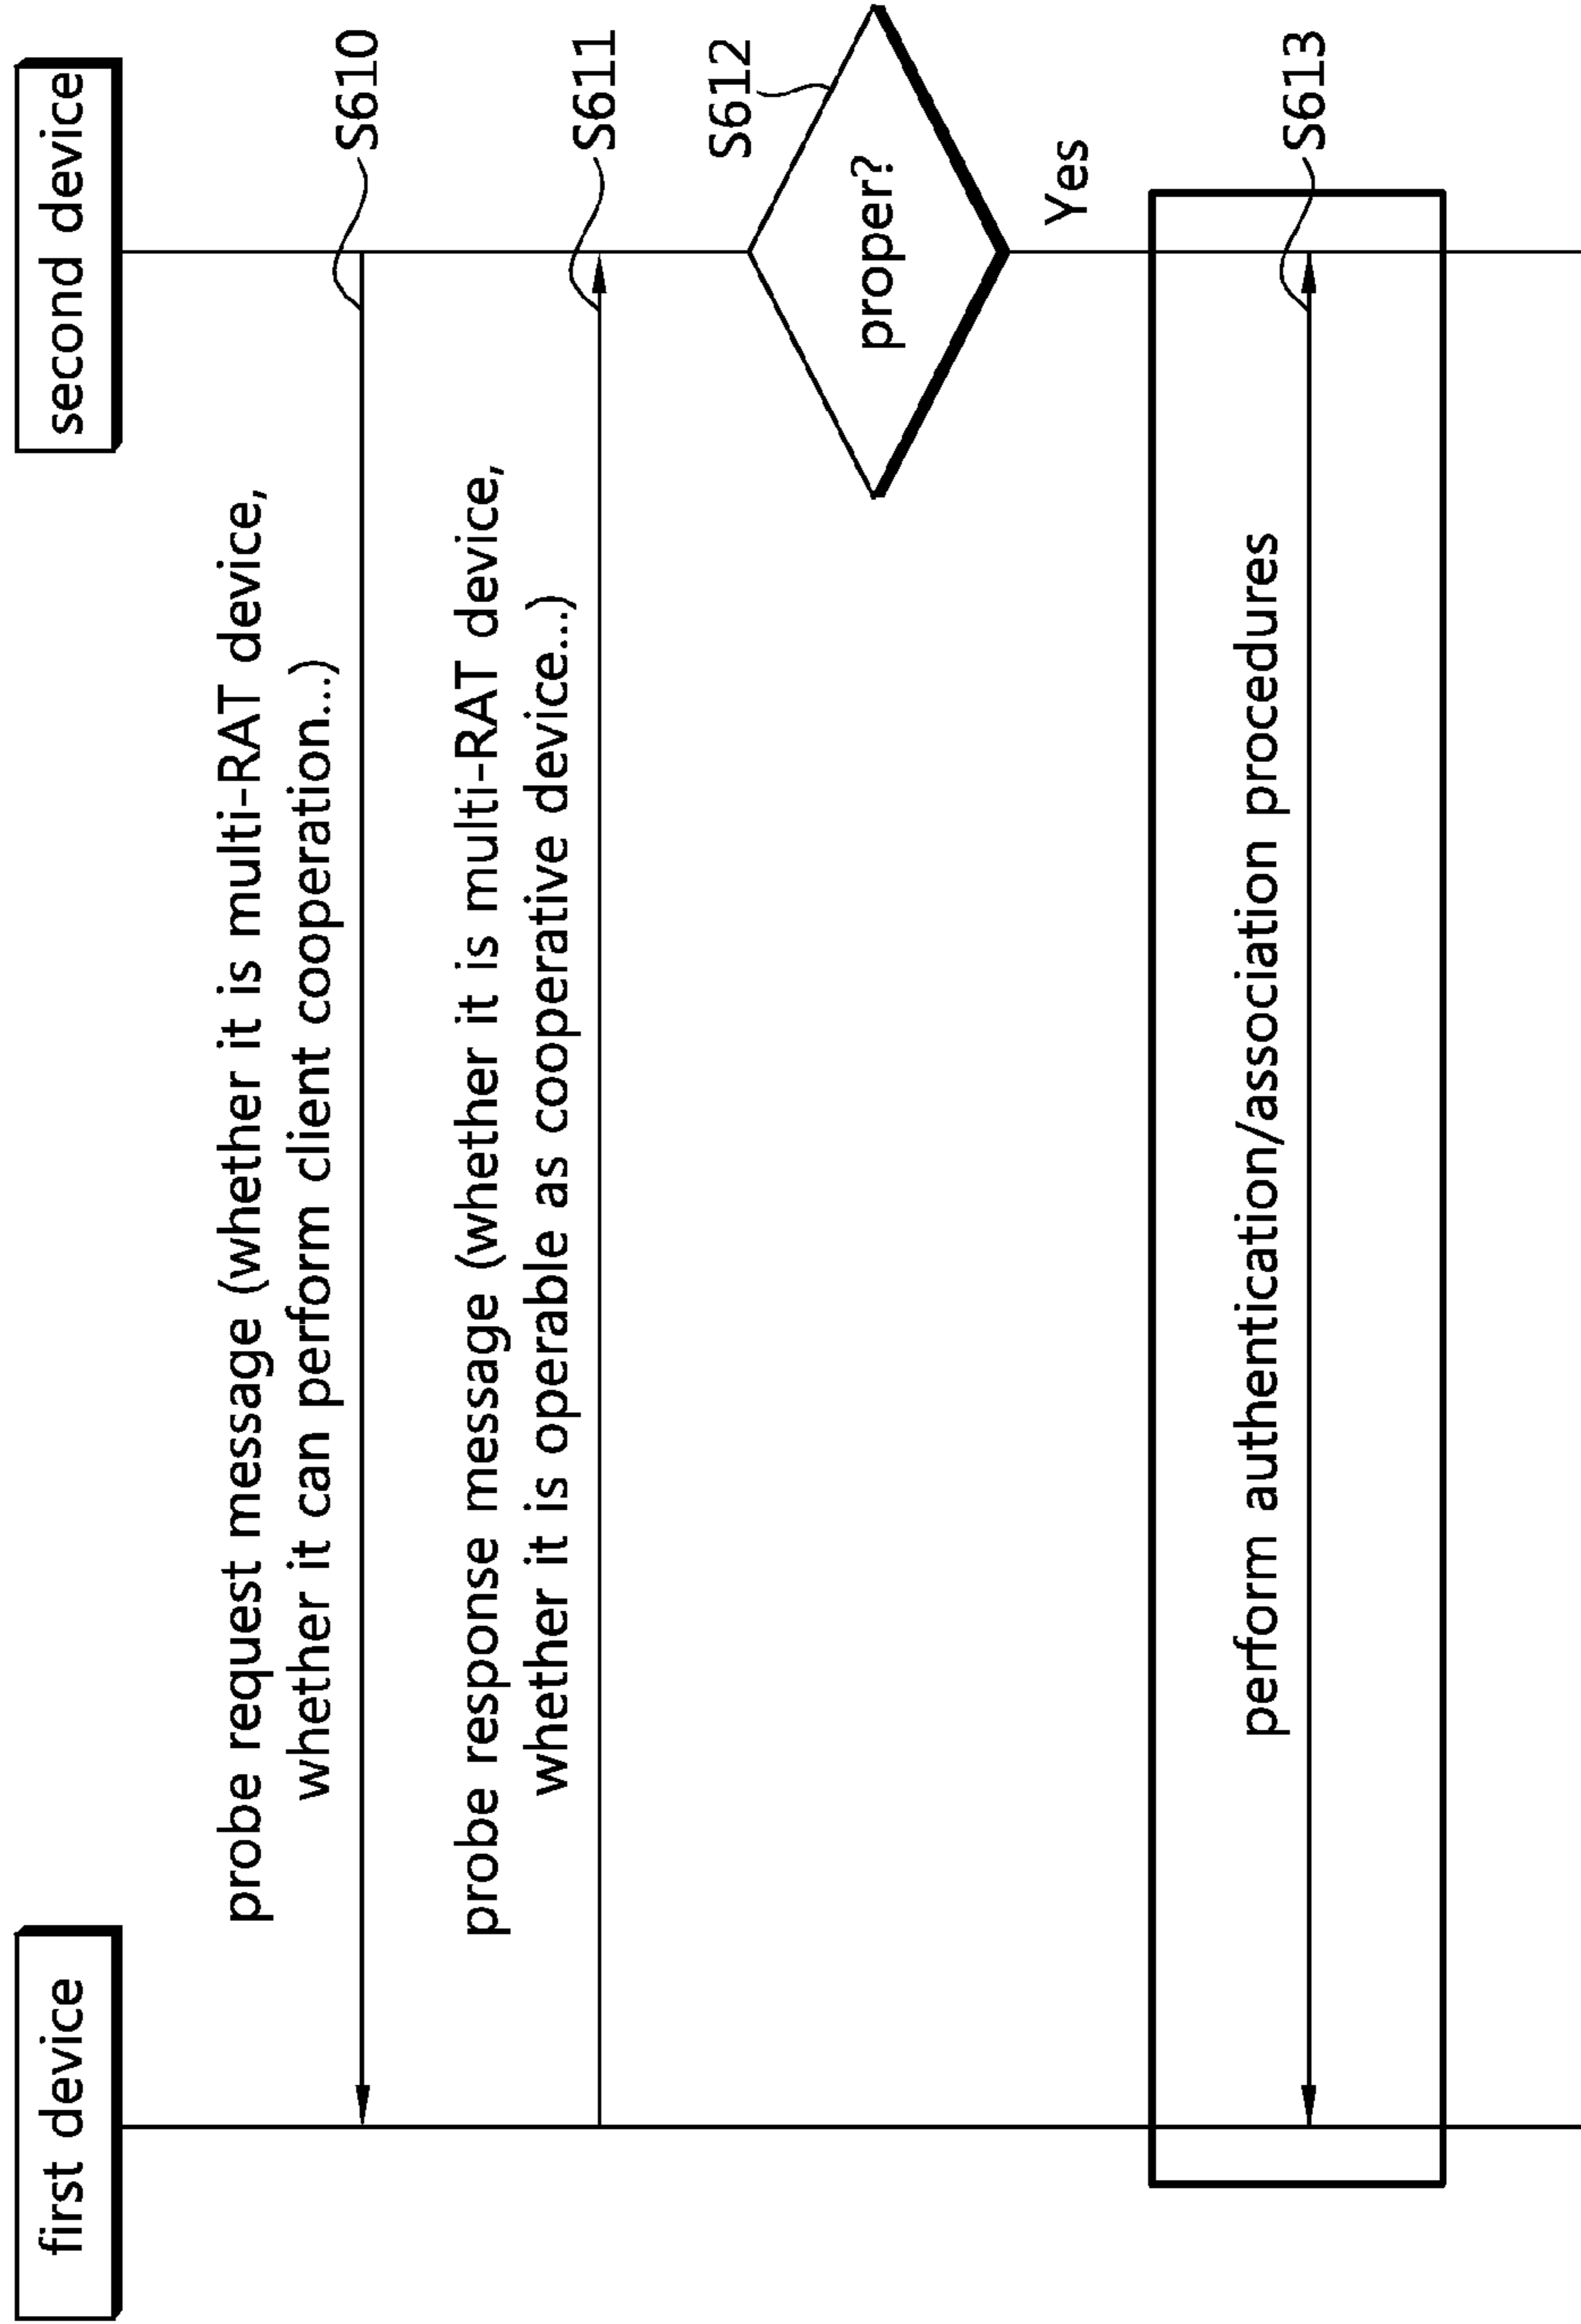 first device
second device
probe request message (whether it is multi-RAT device,
whether it can perform client cooperation...)
S610
probe response message (whether it is multi-RAT device,
whether it is operable as cooperative device...)
S611
S612
proper?
Yes
perform authentication/association procedures
S613